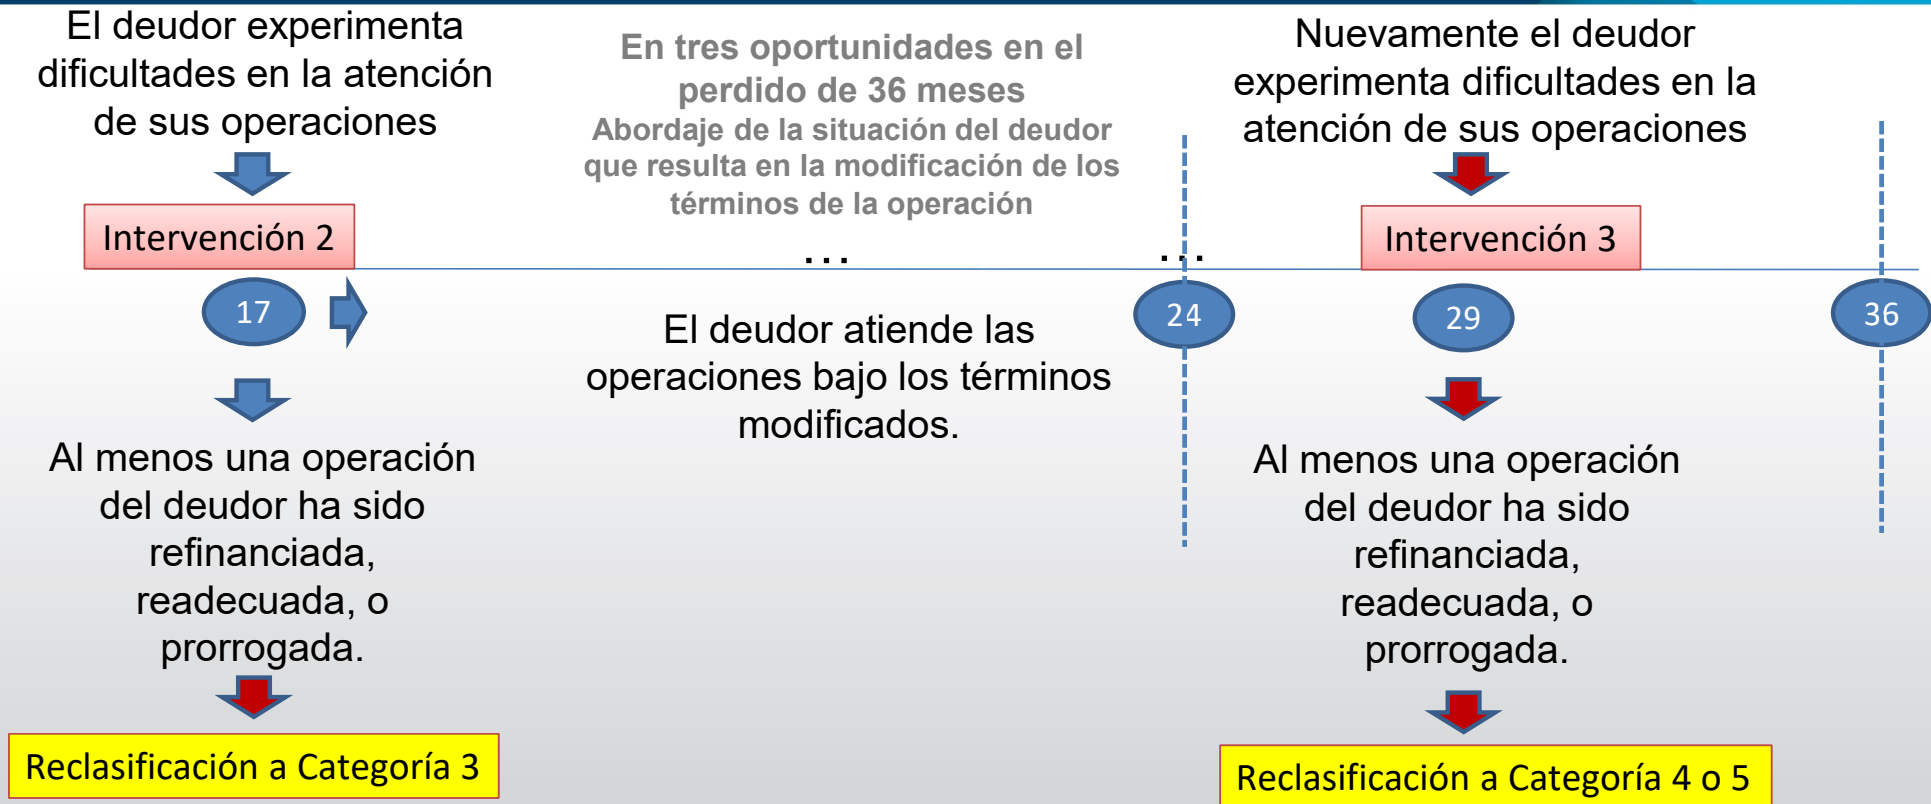 El deudor experimenta
dificultades en la atención
de sus operaciones
Intervención 2
17
Al menos una operación
del deudor ha sido
refinanciada,
readecuada, o
prorrogada.
Reclasificación a Categoría 3
En tres oportunidades en el
perdido de 36 meses
Abordaje de la situación del deudor
que resulta en la modificación de los
términos de la operación
...
...
El deudor atiende las
operaciones bajo los términos
modificados.
24
Nuevamente el deudor
experimenta dificultades en la
atención de sus operaciones
Intervención 3
29
36
Al menos una operación
del deudor ha sido
refinanciada,
readecuada, o
prorrogada.
Reclasificación a Categoría 4 o 5